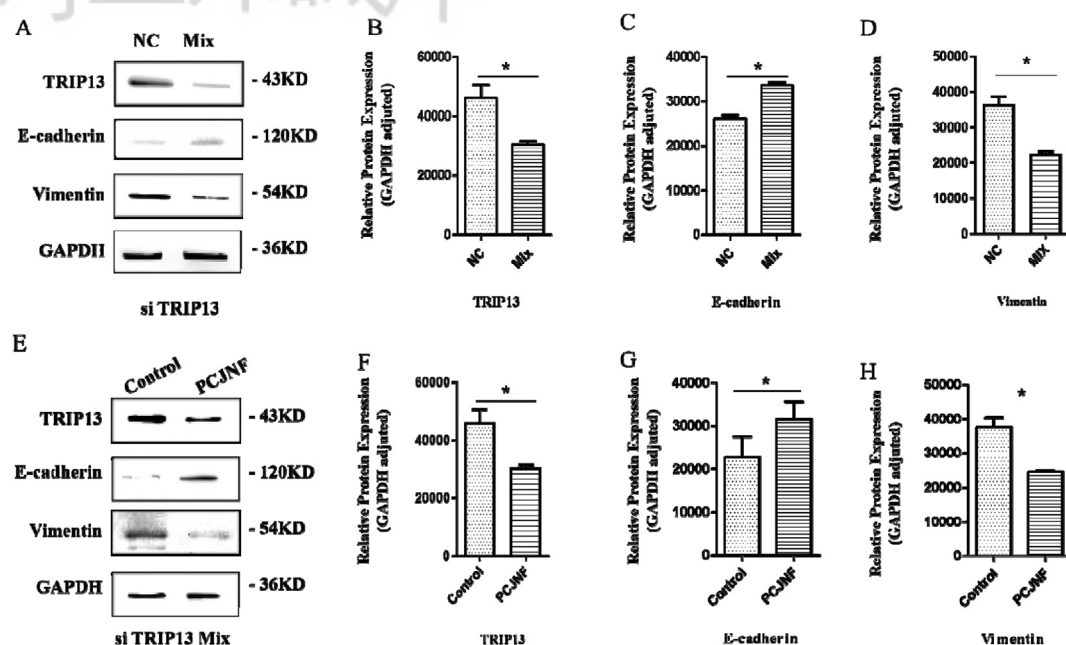 A
NC Mix
TRIP13
- 43KD
E-cadherin
- 120KD
Vimentin
- 54KD
GAPDH
- 36KD
si TRIP13
B
Relative Protein Expression
(GAPDH adjuted)
60000
40000
20000
0
*
NC
Mix
TRIP13
C
Relative Protein Expression
((GAPDH adjuted)
40000
30000
20000
10000
0
*
NC
Mix
E-cadherin
D
Relative Protein Expression
((GAPDH adjuted)
50000
40000
30000
20000
10000
0
*
NC
MIX
Vimentin
E
Control PCJNF
TRIP13
- 43KD
E-cadherin
- 120KD
Vimentin
- 54KD
GAPDH
- 36KD
si TRIP13 Mix
F
Relative Protein Expression
(GAPDH adjuted)
60000
40000
20000
0
*
Control
PCJNF
TRIP13
G
Relative Protein Expression
(GAPDH adjuted)
40000
30000
20000
10000
0
*
Control
PCJNF
E-cadherin
H
Relative Protein Expression
(GAPDH adjuted)
50000
40000
30000
20000
10000
0
*
Control
PCJNF
Vimentin